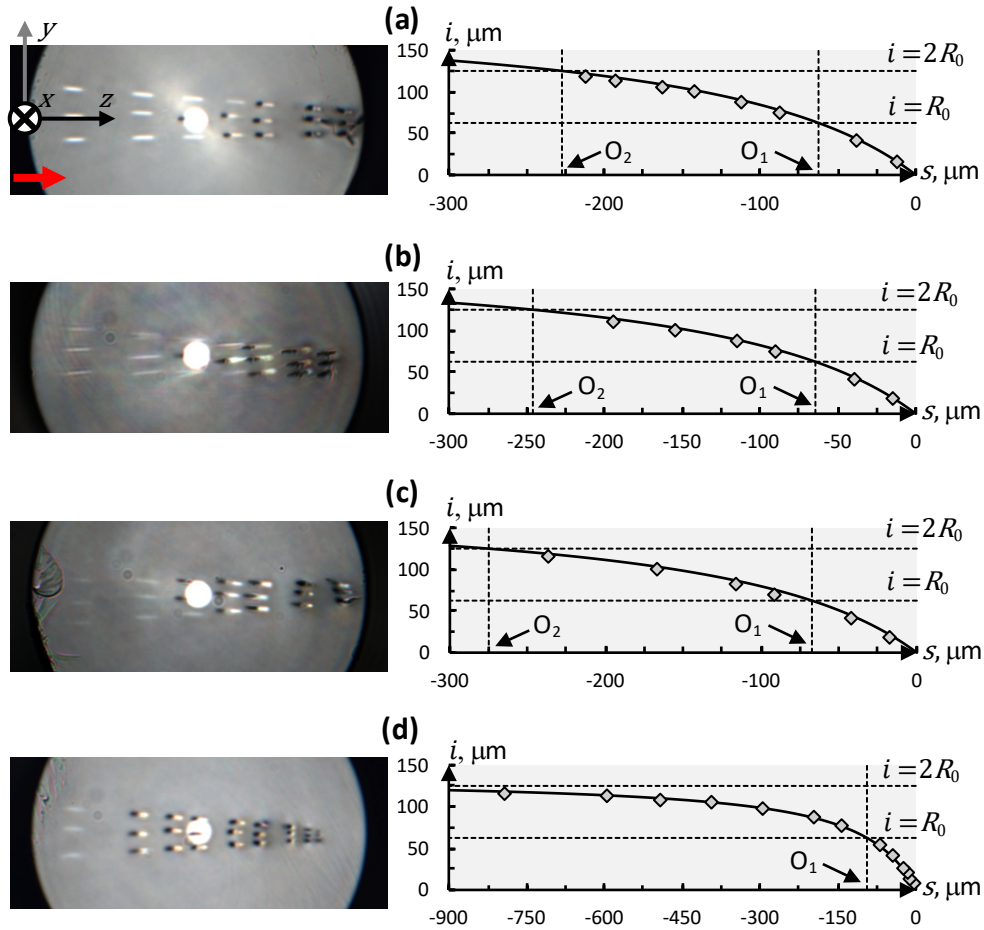 (a)
y
x
z
i, μm
150
100
50
0
i = 2R₀
i = R₀
O₂
O₁
s, μm
-300
-200
-100
0
(b)
i, μm
150
100
50
0
i = 2R₀
i = R₀
O₂
O₁
s, μm
-300
-250
-200
-150
-100
-50
0
(c)
i, μm
150
100
50
0
i = 2R₀
i = R₀
O₂
O₁
s, μm
-300
-200
-100
0
(d)
i, μm
150
100
50
0
i = 2R₀
i = R₀
O₁
s, μm
-900
-750
-600
-450
-300
-150
0